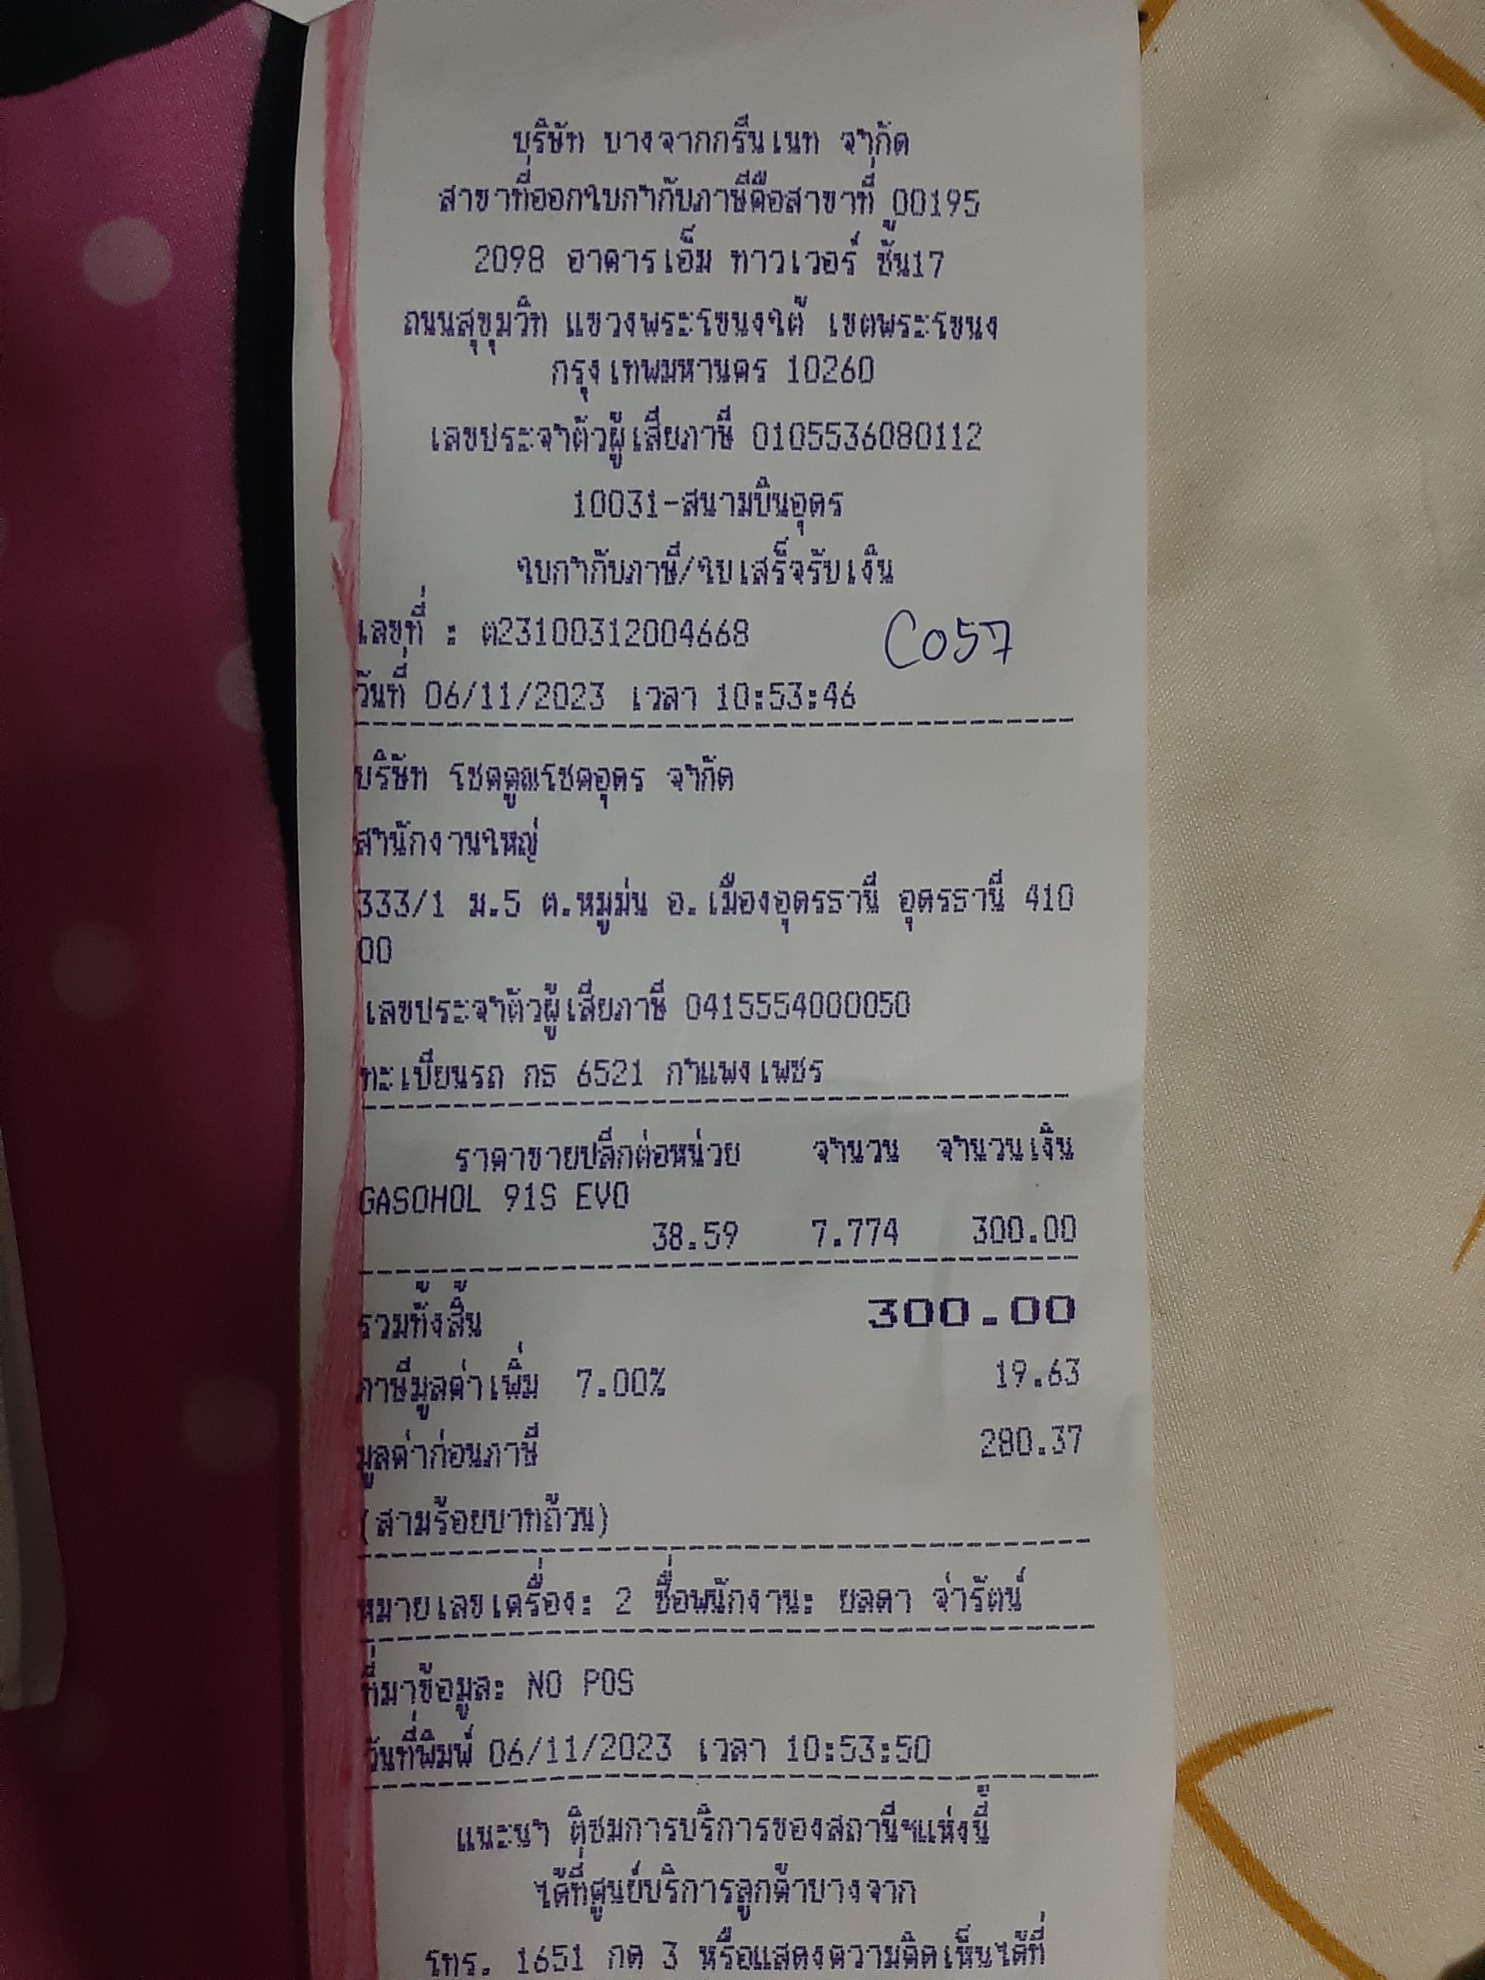 บริษัท บางจากกรีนเนท จำกัด
สาขาที่ออกใบกำกับภาษีคือสาขาที่ 00195
2098 อาคารเอ็ม ทาวเวอร์ ชั้น17
ถนนสุขุมวิท แขวงพระโขนงใต้ เขตพระโขนง
กรุงเทพมหานคร 10260
เลขประจำตัวผู้เสียภาษี 0105536080112
10031-สนามบินอุดร
ใบกำกับภาษี/ใบเสร็จรับเงิน
เลขที่ : ต23100312004668 C057
วันที่ 06/11/2023 เวลา 10:53:46
บริษัท โชคคูณโชคอุดร จำกัด
สำนักงานใหญ่
333/1 ม.5 ต.หมูม่น อ.เมืองอุดรธานี อุดรธานี 410
00
เลขประจำตัวผู้เสียภาษี 0415554000050
ทะเบียนรถ กธ 6521 กำแพงเพชร
ราคาขายปลีกต่อหน่วย จำนวน จำนวนเงิน
GASOHOL 91S EVO
38.59 7.774 300.00
รวมทั้งสิ้น 300.00
ภาษีมูลค่าเพิ่ม 7.00% 19.63
มูลค่าก่อนภาษี 280.37
(สามร้อยบาทถ้วน)
หมายเลขเครื่อง: 2 ชื่อพนักงาน: ยลดา จ่ารัตน์
ที่มาข้อมูล: NO POS
วันที่พิมพ์ 06/11/2023 เวลา 10:53:50
แนะนำ ติชมการบริการของสถานีฯแห่งนี้
ได้ที่ศูนย์บริการลูกค้าบางจาก
โทร. 1651 กด 3 หรือแสดงความคิดเห็นได้ที่